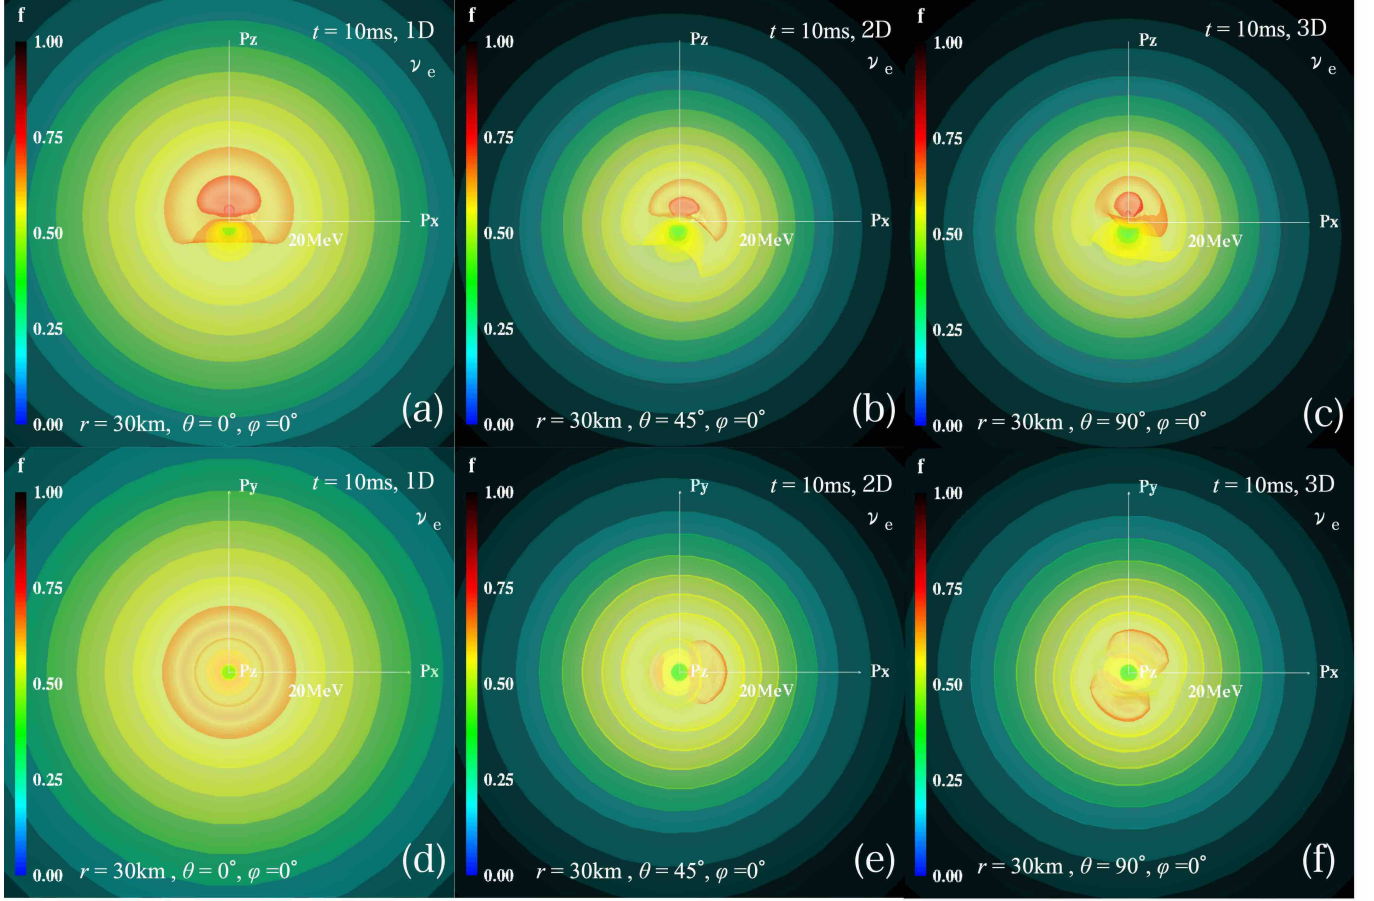 f
t = 10ms, 1D
ν e
Pz
1.00
0.75
0.50
0.25
0.00
Px
20MeV
(a)
r = 30km, θ = 0°, φ =0°
f
t = 10ms, 2D
ν e
Pz
1.00
0.75
0.50
0.25
0.00
Px
20MeV
(b)
r = 30km , θ = 45°, φ =0°
f
t = 10ms, 3D
ν e
Pz
1.00
0.75
0.50
0.25
0.00
Px
20MeV
(c)
r = 30km , θ = 90°, φ =0°
f
t = 10ms, 1D
ν e
Py
1.00
0.75
0.50
0.25
0.00
Pz
Px
20MeV
(d)
r = 30km , θ = 0°, φ =0°
f
t = 10ms, 2D
ν e
Py
1.00
0.75
0.50
0.25
0.00
Pz
Px
20MeV
(e)
r = 30km , θ = 45°, φ =0°
f
t = 10ms, 3D
ν e
Py
1.00
0.75
0.50
0.25
0.00
Pz
Px
20MeV
(f)
r = 30km , θ = 90°, φ =0°